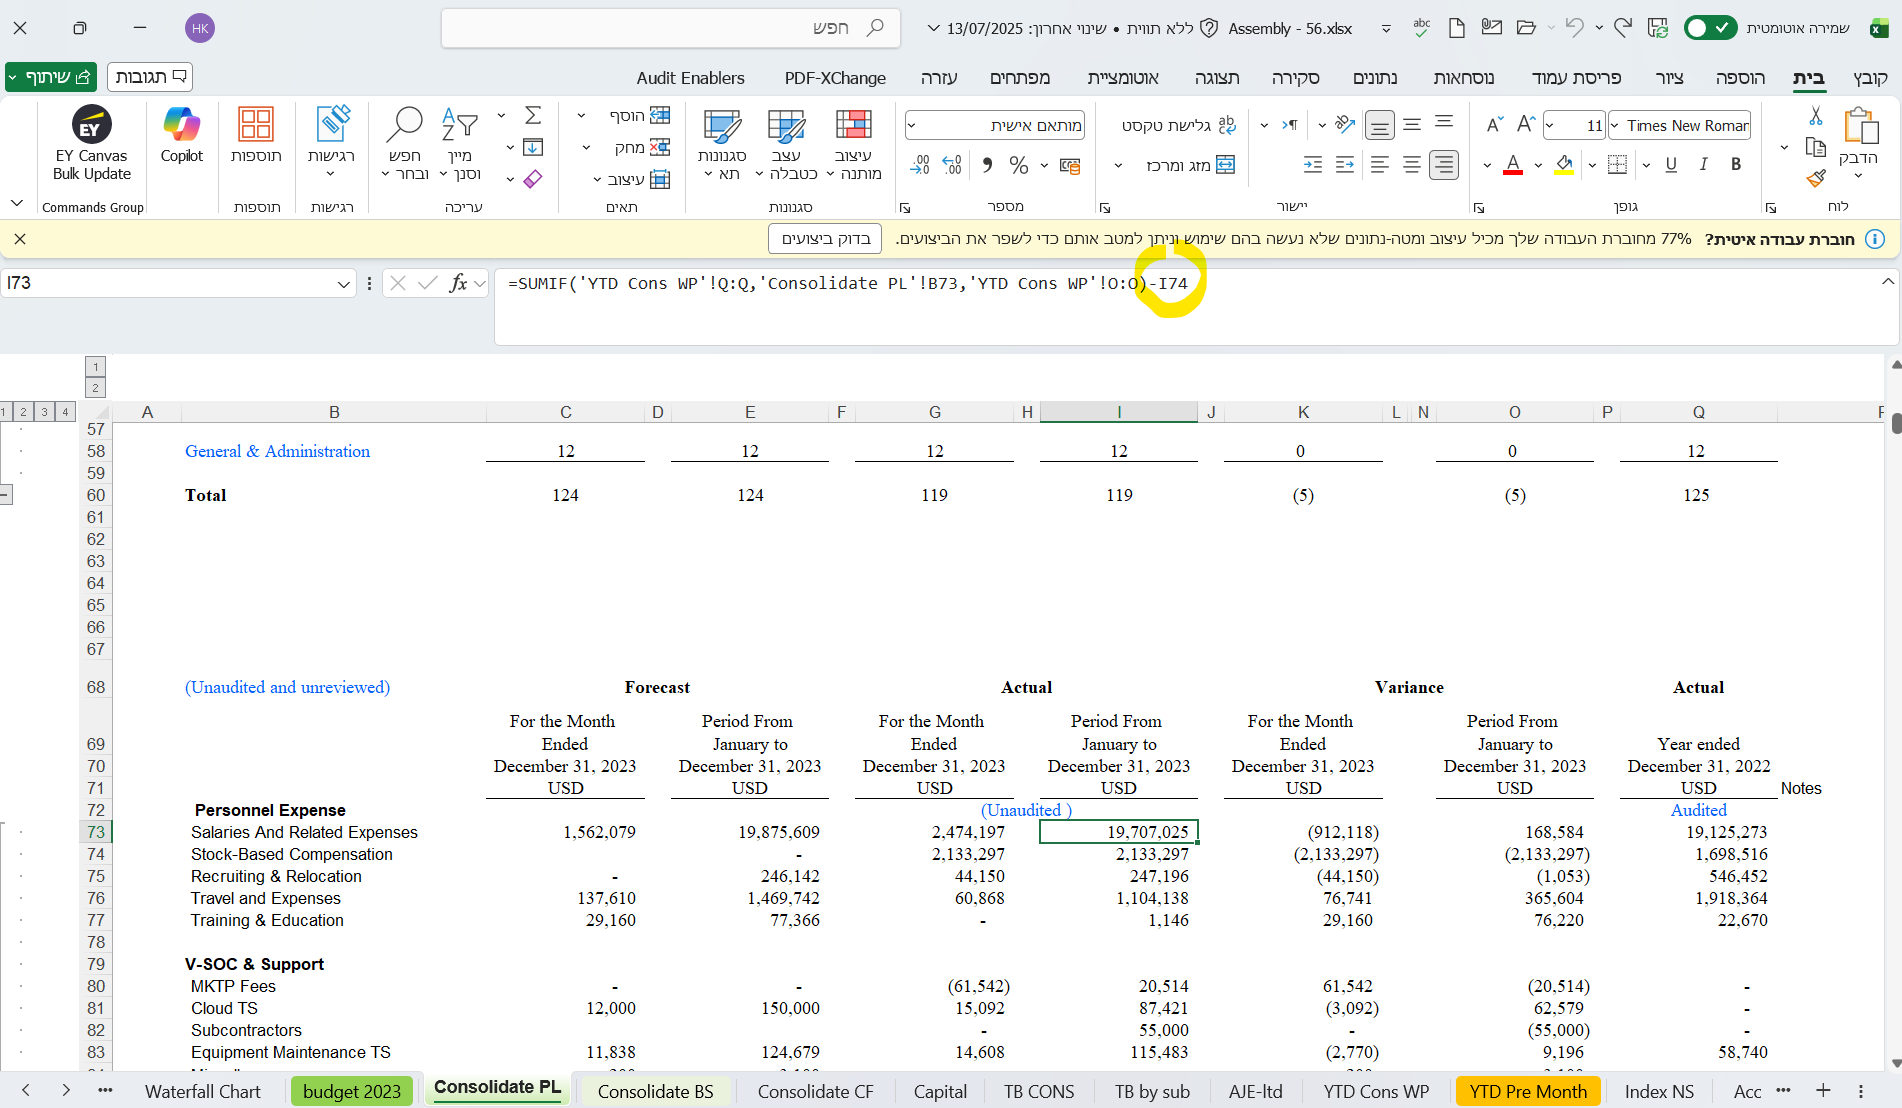 HK
חפש
Assembly - 56.xlsx
ללא תווית • שינוי אחרון: 13/07/2025
שמירה אוטומטית
קובץ בית הוספה ציור פריסת עמוד נוסחאות נתונים סקירה תצוגה אוטומציית מפתחים עזרה PDF-XChange Audit Enablers
תגובות
שיתוף
הדבק
Times New Roman 11
B I U
גלישת טקסט
מזג ומרכז
מותאם אישית
עיצוב מותנה
עצב כטבלה
סגנונות תא
הוסף
מחק
עיצוב
מיין וסנן
חפש ובחר
רגישות
תוספות
Copilot
EY Canvas Bulk Update
לוח גופן יישור מספר סגנונות תאים עריכה רגישות תוספות Commands Group
חוברת עבודה איטית? 77% מחוברת העבודה שלך מכיל עיצוב ומטה-נתונים שלא נעשה בהם שימוש וניתן למטב אותם כדי לשפר את הביצועים. בדוק ביצועים
I73 fx =SUMIF('YTD Cons WP'!Q:Q,'Consolidate PL'!B73,'YTD Cons WP'!O:O)-I74
1
2
1 2 3 4 A B C D E F G H I J K L N O P Q
57
58 General & Administration 12 12 12 12 0 0 12
59
60 Total 124 124 119 119 (5) (5) 125
61
62
63
64
65
66
67
68 (Unaudited and unreviewed) Forecast Actual Variance Actual
For the Month Period From For the Month Period From For the Month Period From
69 Ended January to Ended January to Ended January to Year ended
70 December 31, 2023 December 31, 2023 December 31, 2023 December 31, 2023 December 31, 2023 December 31, 2023 December 31, 2022
71 USD USD USD USD USD USD USD Notes
72 Personnel Expense (Unaudited ) Audited
73 Salaries And Related Expenses 1,562,079 19,875,609 2,474,197 19,707,025 (912,118) 168,584 19,125,273
74 Stock-Based Compensation - 2,133,297 2,133,297 (2,133,297) (2,133,297) 1,698,516
75 Recruiting & Relocation - 246,142 44,150 247,196 (44,150) (1,053) 546,452
76 Travel and Expenses 137,610 1,469,742 60,868 1,104,138 76,741 365,604 1,918,364
77 Training & Education 29,160 77,366 - 1,146 29,160 76,220 22,670
78
79 V-SOC & Support
80 MKTP Fees - - (61,542) 20,514 61,542 (20,514) -
81 Cloud TS 12,000 150,000 15,092 87,421 (3,092) 62,579 -
82 Subcontractors - 55,000 - (55,000) -
83 Equipment Maintenance TS 11,838 124,679 14,608 115,483 (2,770) 9,196 58,740
Waterfall Chart budget 2023 Consolidate PL Consolidate BS Consolidate CF Capital TB CONS TB by sub AJE-ltd YTD Cons WP YTD Pre Month Index NS Acc